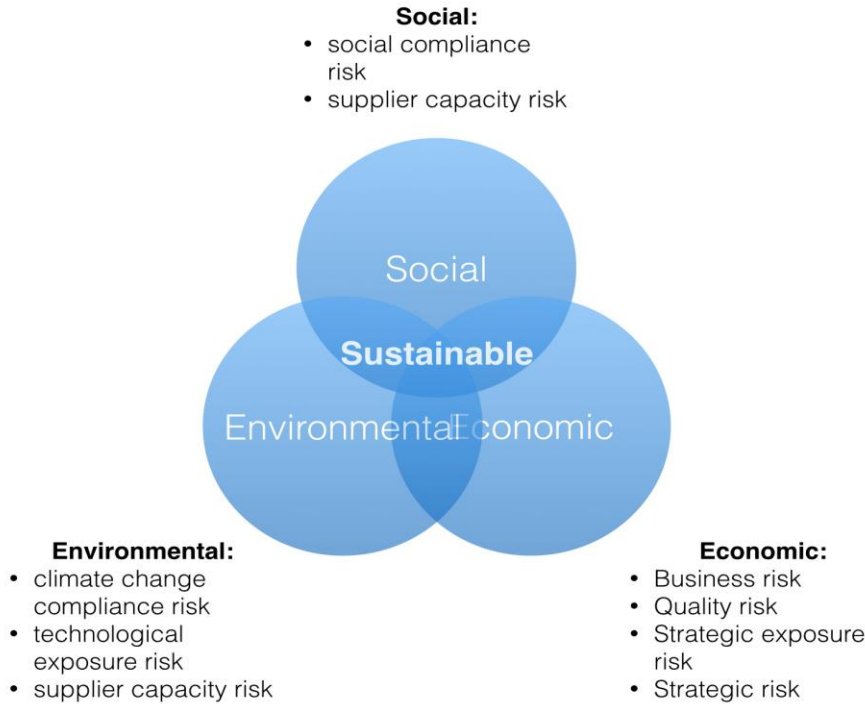 Social:
• social compliance
risk
• supplier capacity risk
Social
Sustainable
Environmental
Economic
Environmental:
• climate change
compliance risk
• technological
exposure risk
• supplier capacity risk
Economic:
• Business risk
• Quality risk
• Strategic exposure
risk
• Strategic risk